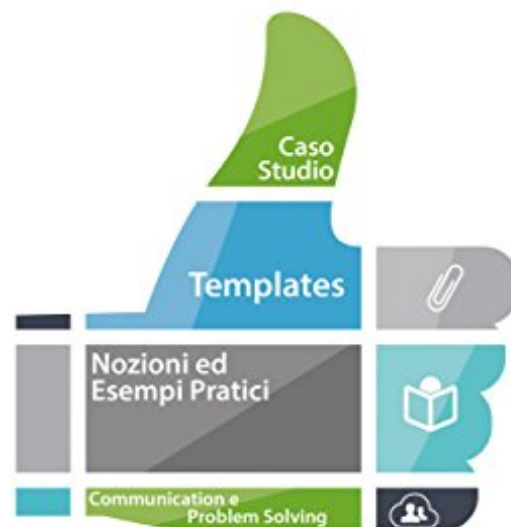 Caso
Studio
Templates
Nozioni ed
Esempi Pratici
Communication e
Problem Solving